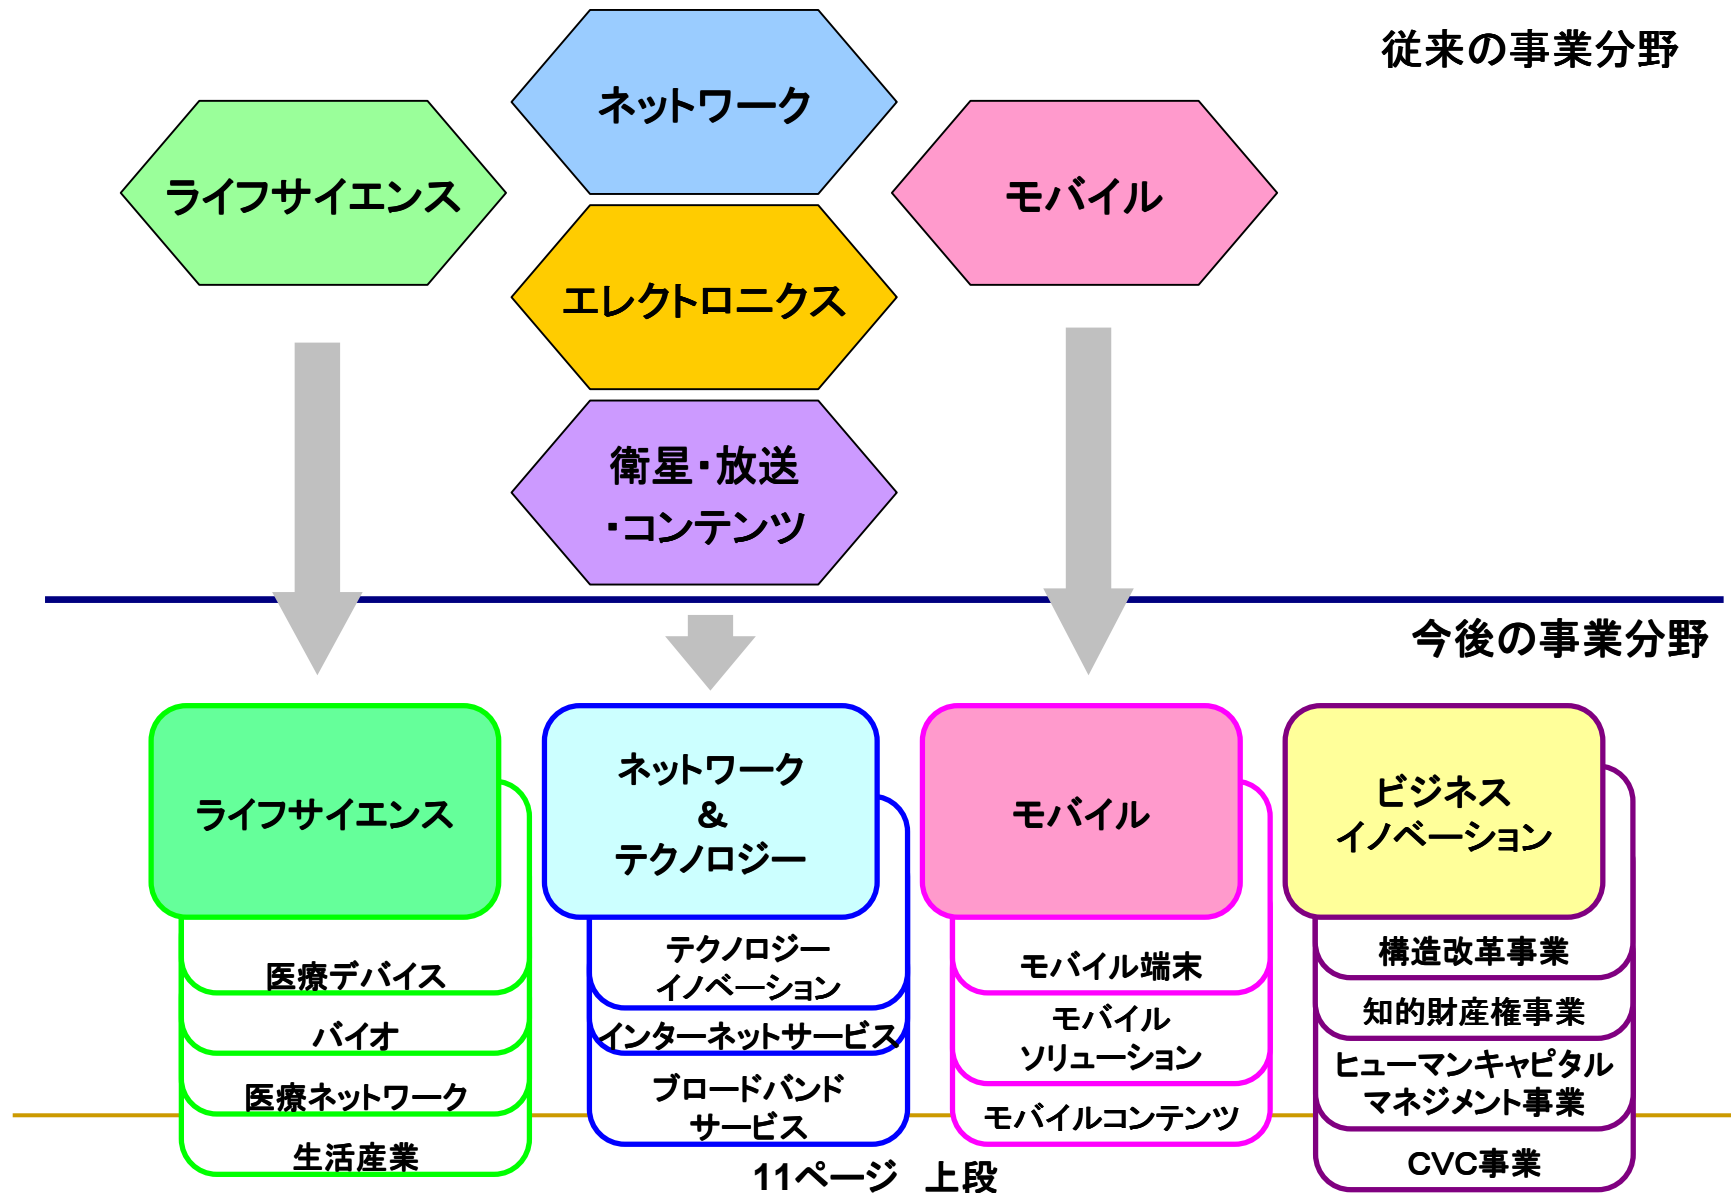 従来の事業分野
ネットワーク
ライフサイエンス
モバイル
エレクトロニクス
衛星・放送
・コンテンツ
今後の事業分野
ライフサイエンス
医療デバイス
バイオ
医療ネットワーク
生活産業
ネットワーク
&
テクノロジー
テクノロジー
イノベーション
インターネットサービス
ブロードバンド
サービス
モバイル
モバイル端末
モバイル
ソリューション
モバイルコンテンツ
ビジネス
イノベーション
構造改革事業
知的財産権事業
ヒューマンキャピタル
マネジメント事業
CVC事業
11ページ 上段